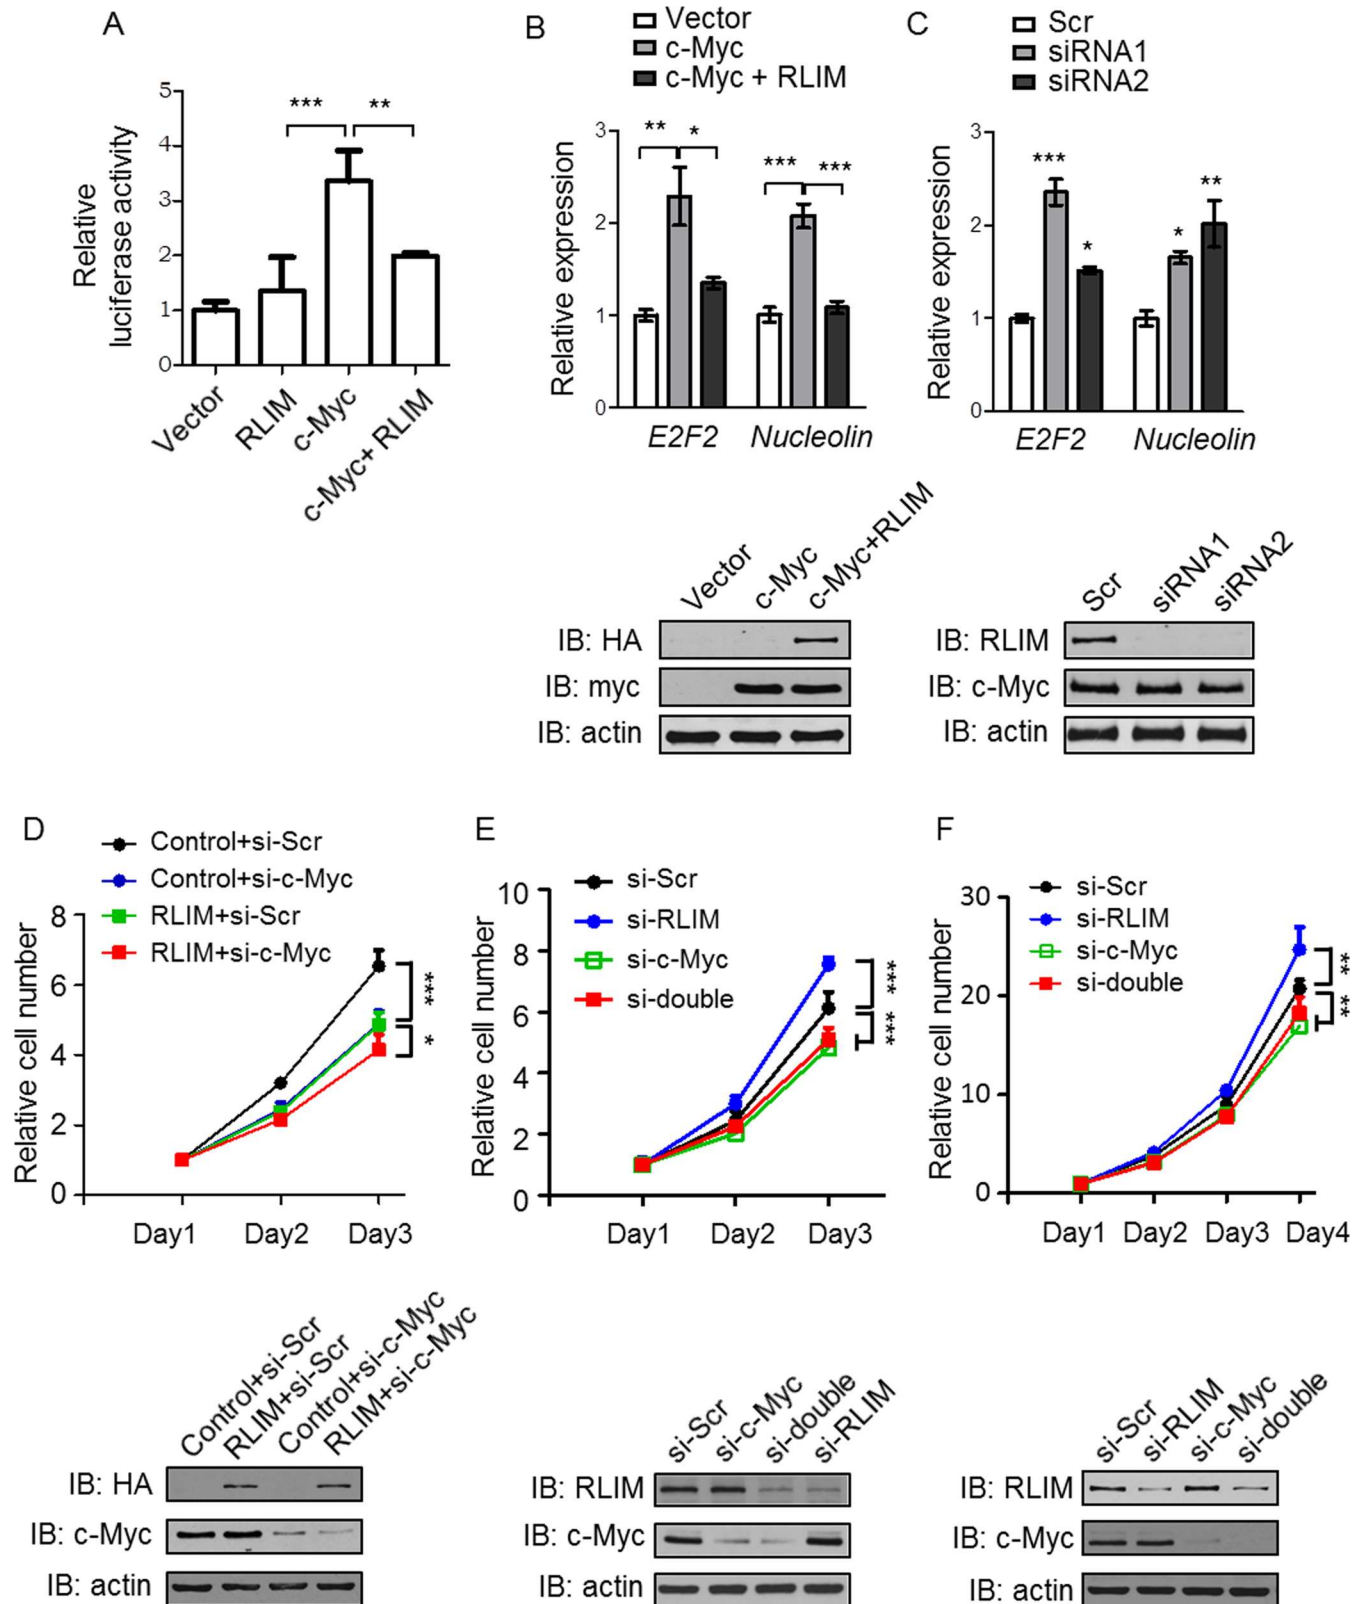 A
Relative
luciferase activity
5
4
3
2
1
0
***
**
Vector
RLIM
c-Myc
c-Myc+ RLIM
B
Vector
c-Myc
c-Myc + RLIM
Relative expression
3
2
1
0
**
*
***
***
E2F2
Nucleolin
Vector
c-Myc
c-Myc+RLIM
IB: HA
IB: myc
IB: actin
C
Scr
siRNA1
siRNA2
Relative expression
3
2
1
0
***
*
*
**
E2F2
Nucleolin
Scr
siRNA1
siRNA2
IB: RLIM
IB: c-Myc
IB: actin
D
Control+si-Scr
Control+si-c-Myc
RLIM+si-Scr
RLIM+si-c-Myc
Relative cell number
8
6
4
2
0
***
*
Day1
Day2
Day3
Control+si-Scr
RLIM+si-Scr
Control+si-c-Myc
RLIM+si-c-Myc
IB: HA
IB: c-Myc
IB: actin
E
si-Scr
si-RLIM
si-c-Myc
si-double
Relative cell number
10
8
6
4
2
0
***
***
Day1
Day2
Day3
si-Scr
si-c-Myc
si-double
si-RLIM
IB: RLIM
IB: c-Myc
IB: actin
F
si-Scr
si-RLIM
si-c-Myc
si-double
Relative cell number
30
20
10
0
**
**
Day1
Day2
Day3
Day4
si-Scr
si-RLIM
si-c-Myc
si-double
IB: RLIM
IB: c-Myc
IB: actin